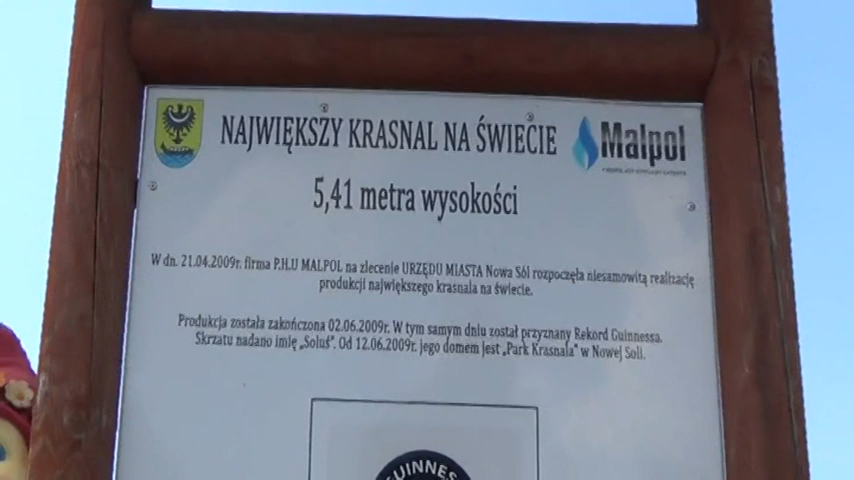 NAJWIĘKSZY KRASNAL NA ŚWIECIE
Malpol
5,41 metra wysokości
W dn. 21.04.2009r. firma P.H.U MALPOL na zlecenie URZĘDU MIASTA Nowa Sól rozpoczęła niesamowitą realizację
produkcji największego krasnala na świecie.
Produkcja została zakończona 02.06.2009r. W tym samym dniu został przyznany Rekord Guinnessa.
Skrzatu nadano imię „Soluś”. Od 12.06.2009r. jego domem jest „Park Krasnala” w Nowej Soli.
GUINNESS